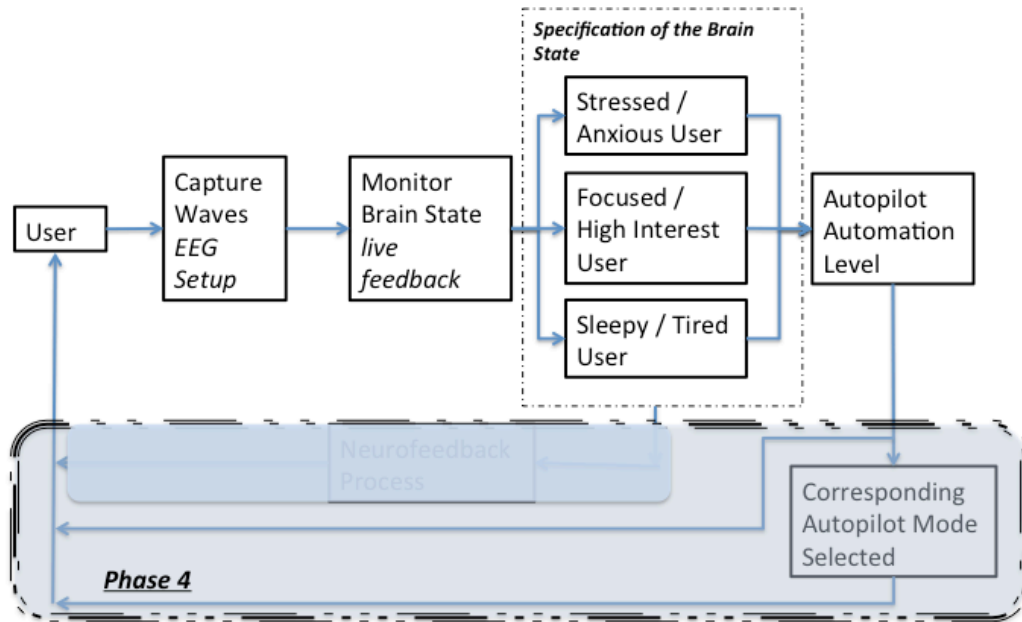 Specification of the Brain
State
Stressed /
Anxious User
Capture
Waves
EEG
Setup
Monitor
Brain State
live
feedback
Focused /
High Interest
User
Autopilot
Automation
Level
User
Sleepy / Tired
User
Neurofeedback
Process
Corresponding
Autopilot Mode
Selected
Phase 4